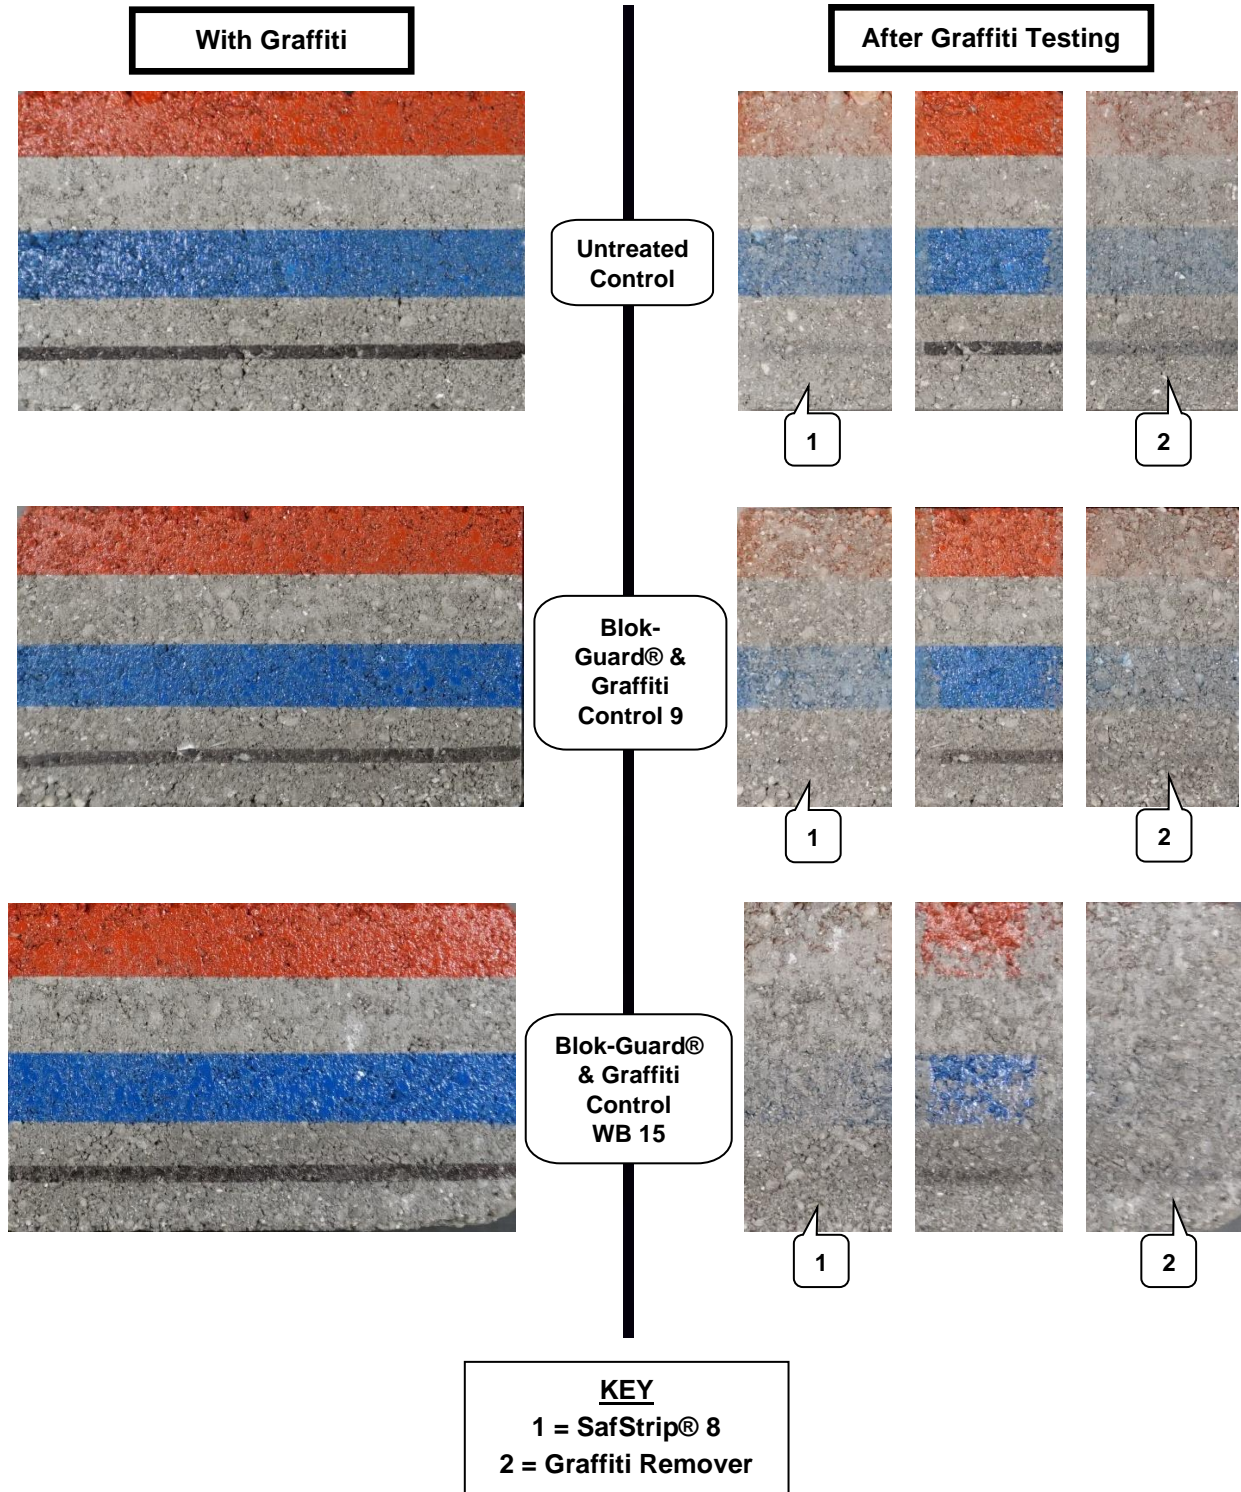 With Graffiti
After Graffiti Testing
Untreated
Control
1
2
Blok-
Guard® &
Graffiti
Control 9
1
2
Blok-Guard®
& Graffiti
Control
WB 15
1
2
KEY
1 = SafStrip® 8
2 = Graffiti Remover